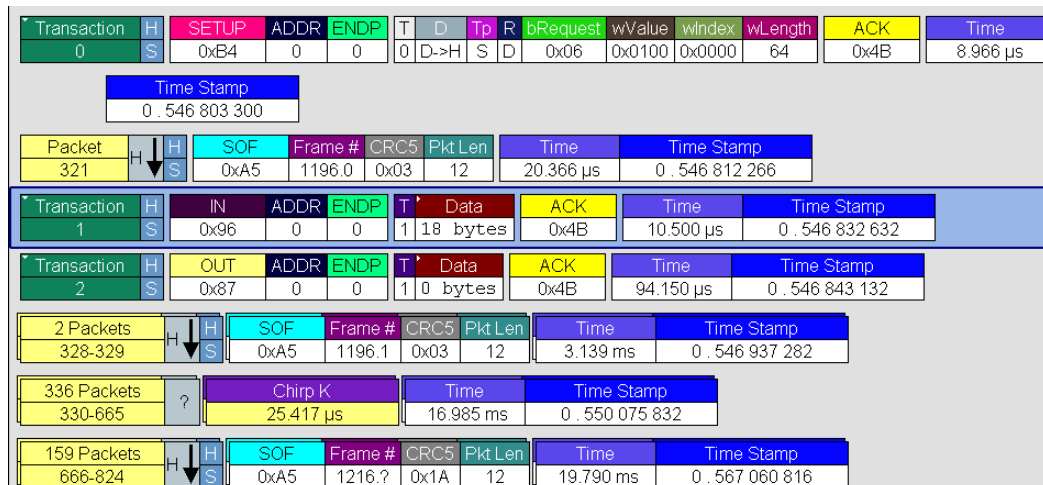 Transaction H SETUP ADDR ENDP T D Tp R bRequest wValue wIndex wLength ACK Time
0 S 0xB4 0 0 0 D->H S D 0x06 0x0100 0x0000 64 0x4B 8.966 µs
Time Stamp
0 . 546 803 300
Packet H H SOF Frame # CRC5 Pkt Len Time Time Stamp
321 S 0xA5 1196.0 0x03 12 20.366 µs 0 . 546 812 266
Transaction H IN ADDR ENDP T Data ACK Time Time Stamp
1 S 0x96 0 0 1 18 bytes 0x4B 10.500 µs 0 . 546 832 632
Transaction H OUT ADDR ENDP T Data ACK Time Time Stamp
2 S 0x87 0 0 1 0 bytes 0x4B 94.150 µs 0 . 546 843 132
2 Packets H H SOF Frame # CRC5 Pkt Len Time Time Stamp
328-329 S 0xA5 1196.1 0x03 12 3.139 ms 0 . 546 937 282
336 Packets ? Chirp K Time Time Stamp
330-665 25.417 µs 16.985 ms 0 . 550 075 832
159 Packets H H SOF Frame # CRC5 Pkt Len Time Time Stamp
666-824 S 0xA5 1216.? 0x1A 12 19.790 ms 0 . 567 060 816